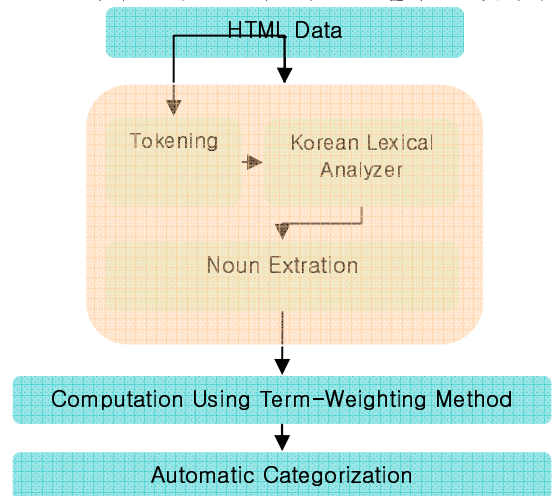 HTML Data
Tokening
Korean Lexical
Analyzer
Noun Extration
Computation Using Term-Weighting Method
Automatic Categorization